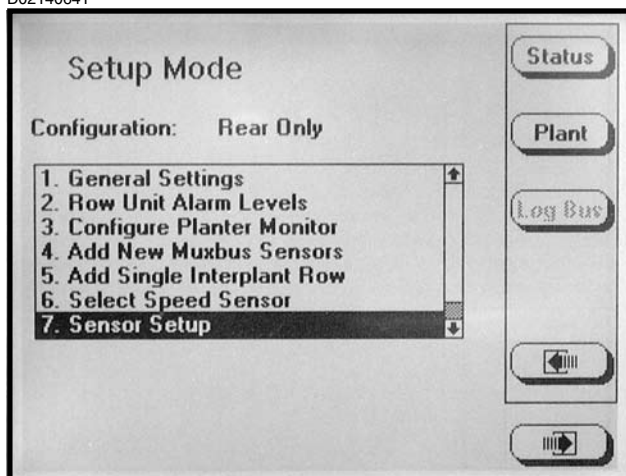 Setup Mode
Status
Configuration: Rear Only
Plant
1. General Settings
2. Row Unit Alarm Levels
3. Configure Planter Monitor
4. Add New Muxbus Sensors
5. Add Single Interplant Row
6. Select Speed Sensor
7. Sensor Setup
Log Bus